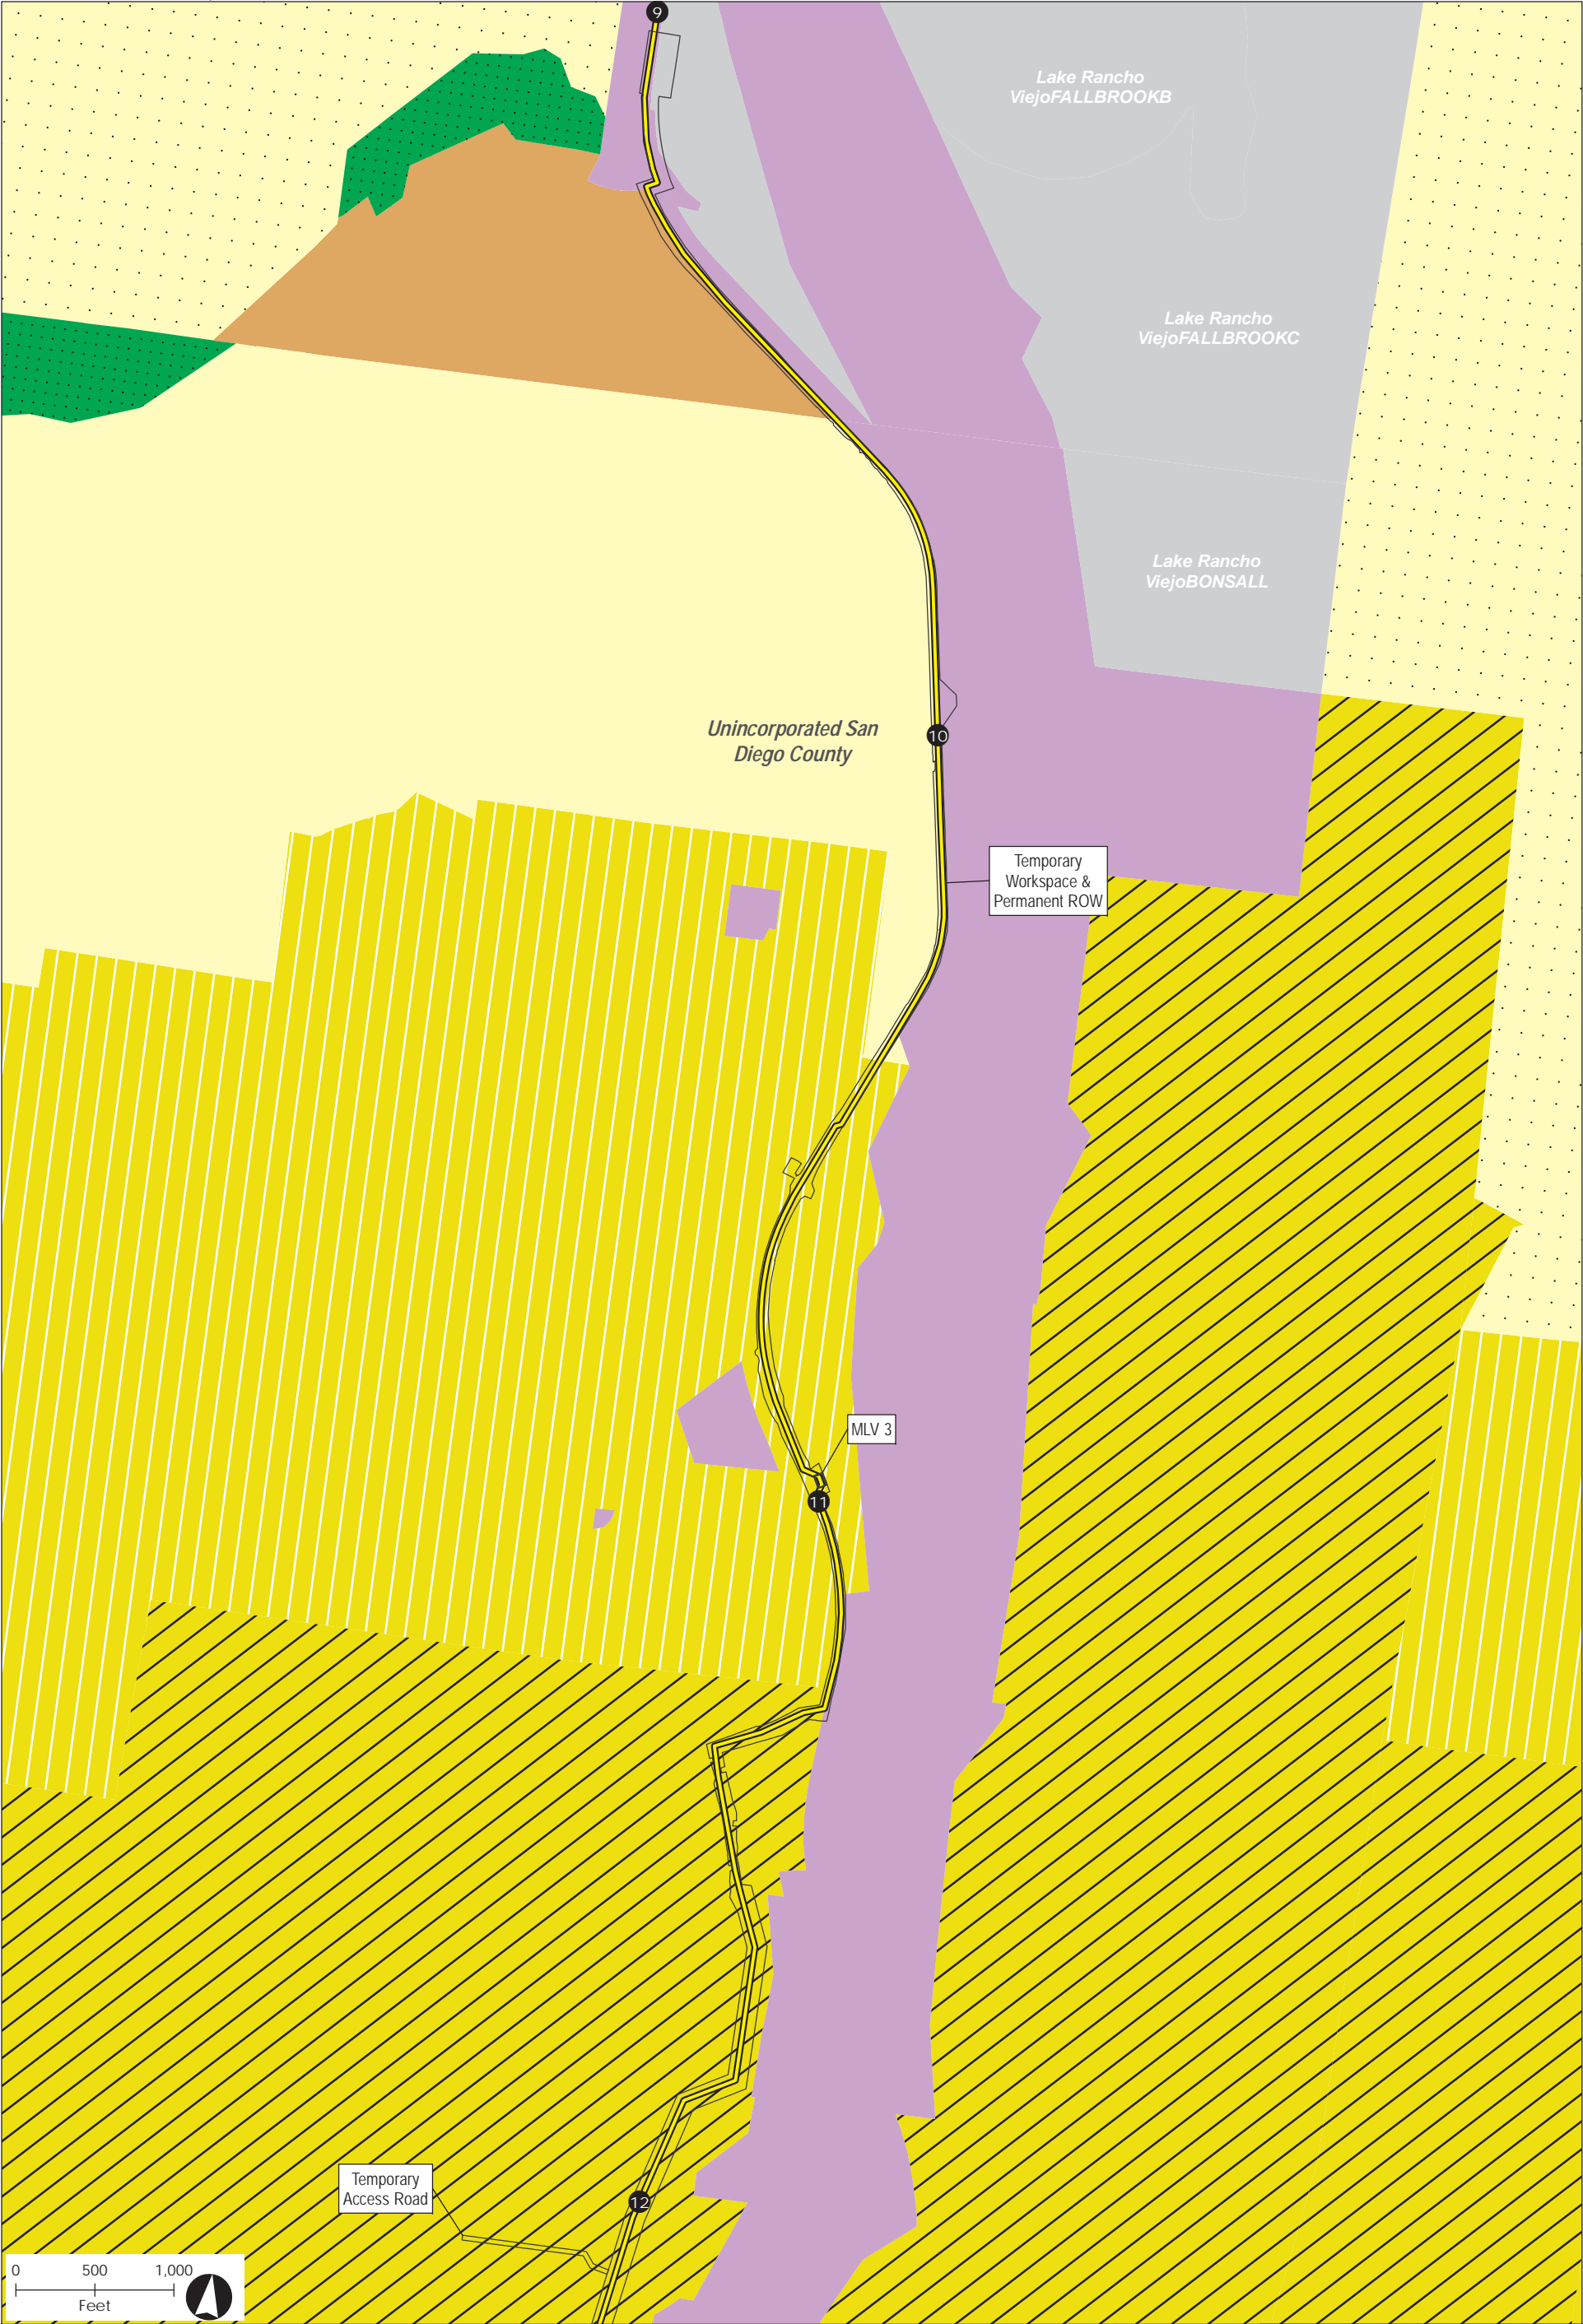 9
Lake Rancho
ViejoFALLBROOKB
Lake Rancho
ViejoFALLBROOKC
Lake Rancho
ViejoBONSALL
Unincorporated San
Diego County
10
Temporary
Workspace &
Permanent ROW
MLV 3
11
Temporary
Access Road
12
0 500 1,000
Feet